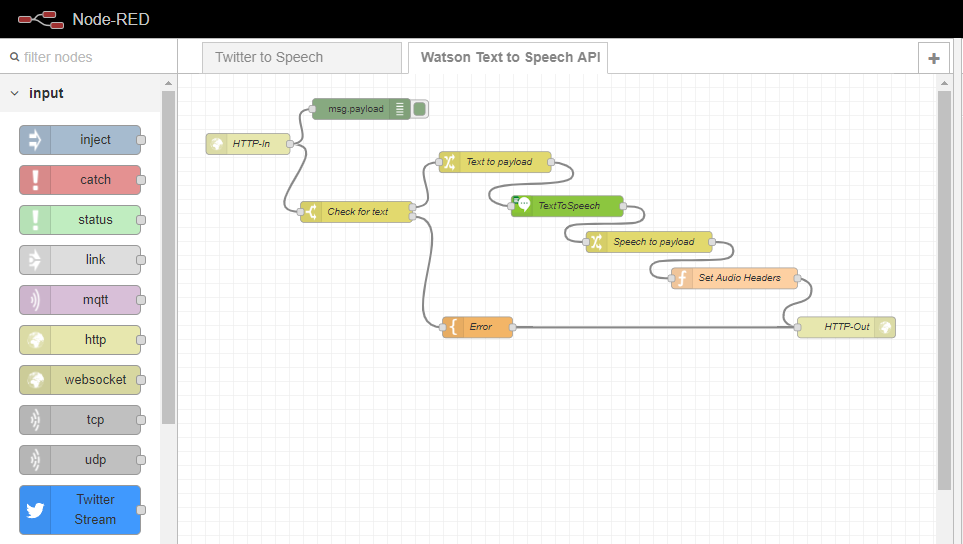 Node-RED
filter nodes
Twitter to Speech
Watson Text to Speech API
+
input
inject
catch
status
link
mqtt
http
websocket
tcp
udp
Twitter
Stream
msg.payload
HTTP-In
Text to payload
Check for text
TextToSpeech
Speech to payload
Set Audio Headers
Error
HTTP-Out